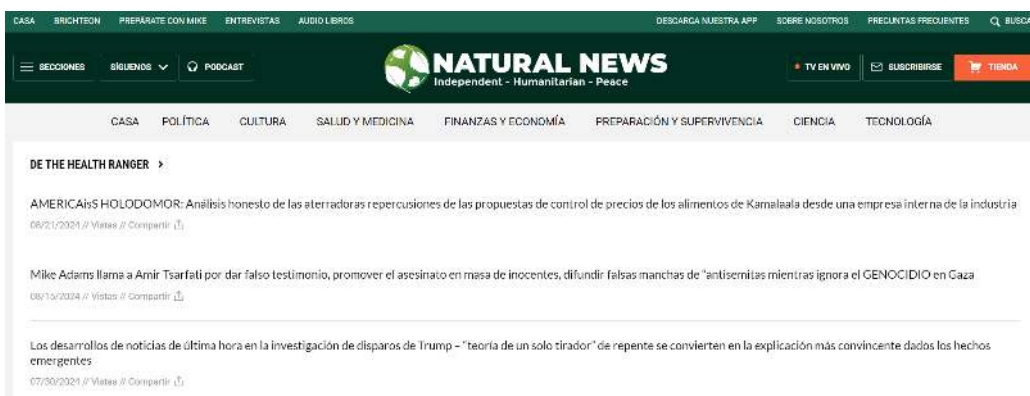 CASA BRIGHTEON PREPÁRATE CON MIKE ENTREVISTAS AUDIO LIBROS DESCARGA NUESTRA APP SOBRE NOSOTROS PREGUNTAS FRECUENTES BUSCA
SECCIONES SÍGUENOS PODCAST NATURAL NEWS TV EN VIVO SUSCRIBIRSE TIENDA
Independent - Humanitarian - Peace
CASA POLÍTICA CULTURA SALUD Y MEDICINA FINANZAS Y ECONOMÍA PREPARACIÓN Y SUPERVIVENCIA CIENCIA TECNOLOGÍA
DE THE HEALTH RANGER >
AMERICAisS HOLODOMOR: Análisis honesto de las aterradoras repercusiones de las propuestas de control de precios de los alimentos de Kamalaala desde una empresa interna de la industria
08/21/2024 // Vistas // Compartir
Mike Adams llama a Amir Tsarfati por dar falso testimonio, promover el asesinato en masa de inocentes, difundir falsas manchas de "antisemitas mientras ignora el GENOCIDIO en Gaza
08/15/2024 // Vistas // Compartir
Los desarrollos de noticias de última hora en la investigación de disparos de Trump – "teoría de un solo tirador" de repente se convierten en la explicación más convincente dados los hechos
emergentes
07/30/2024 // Vistas // Compartir